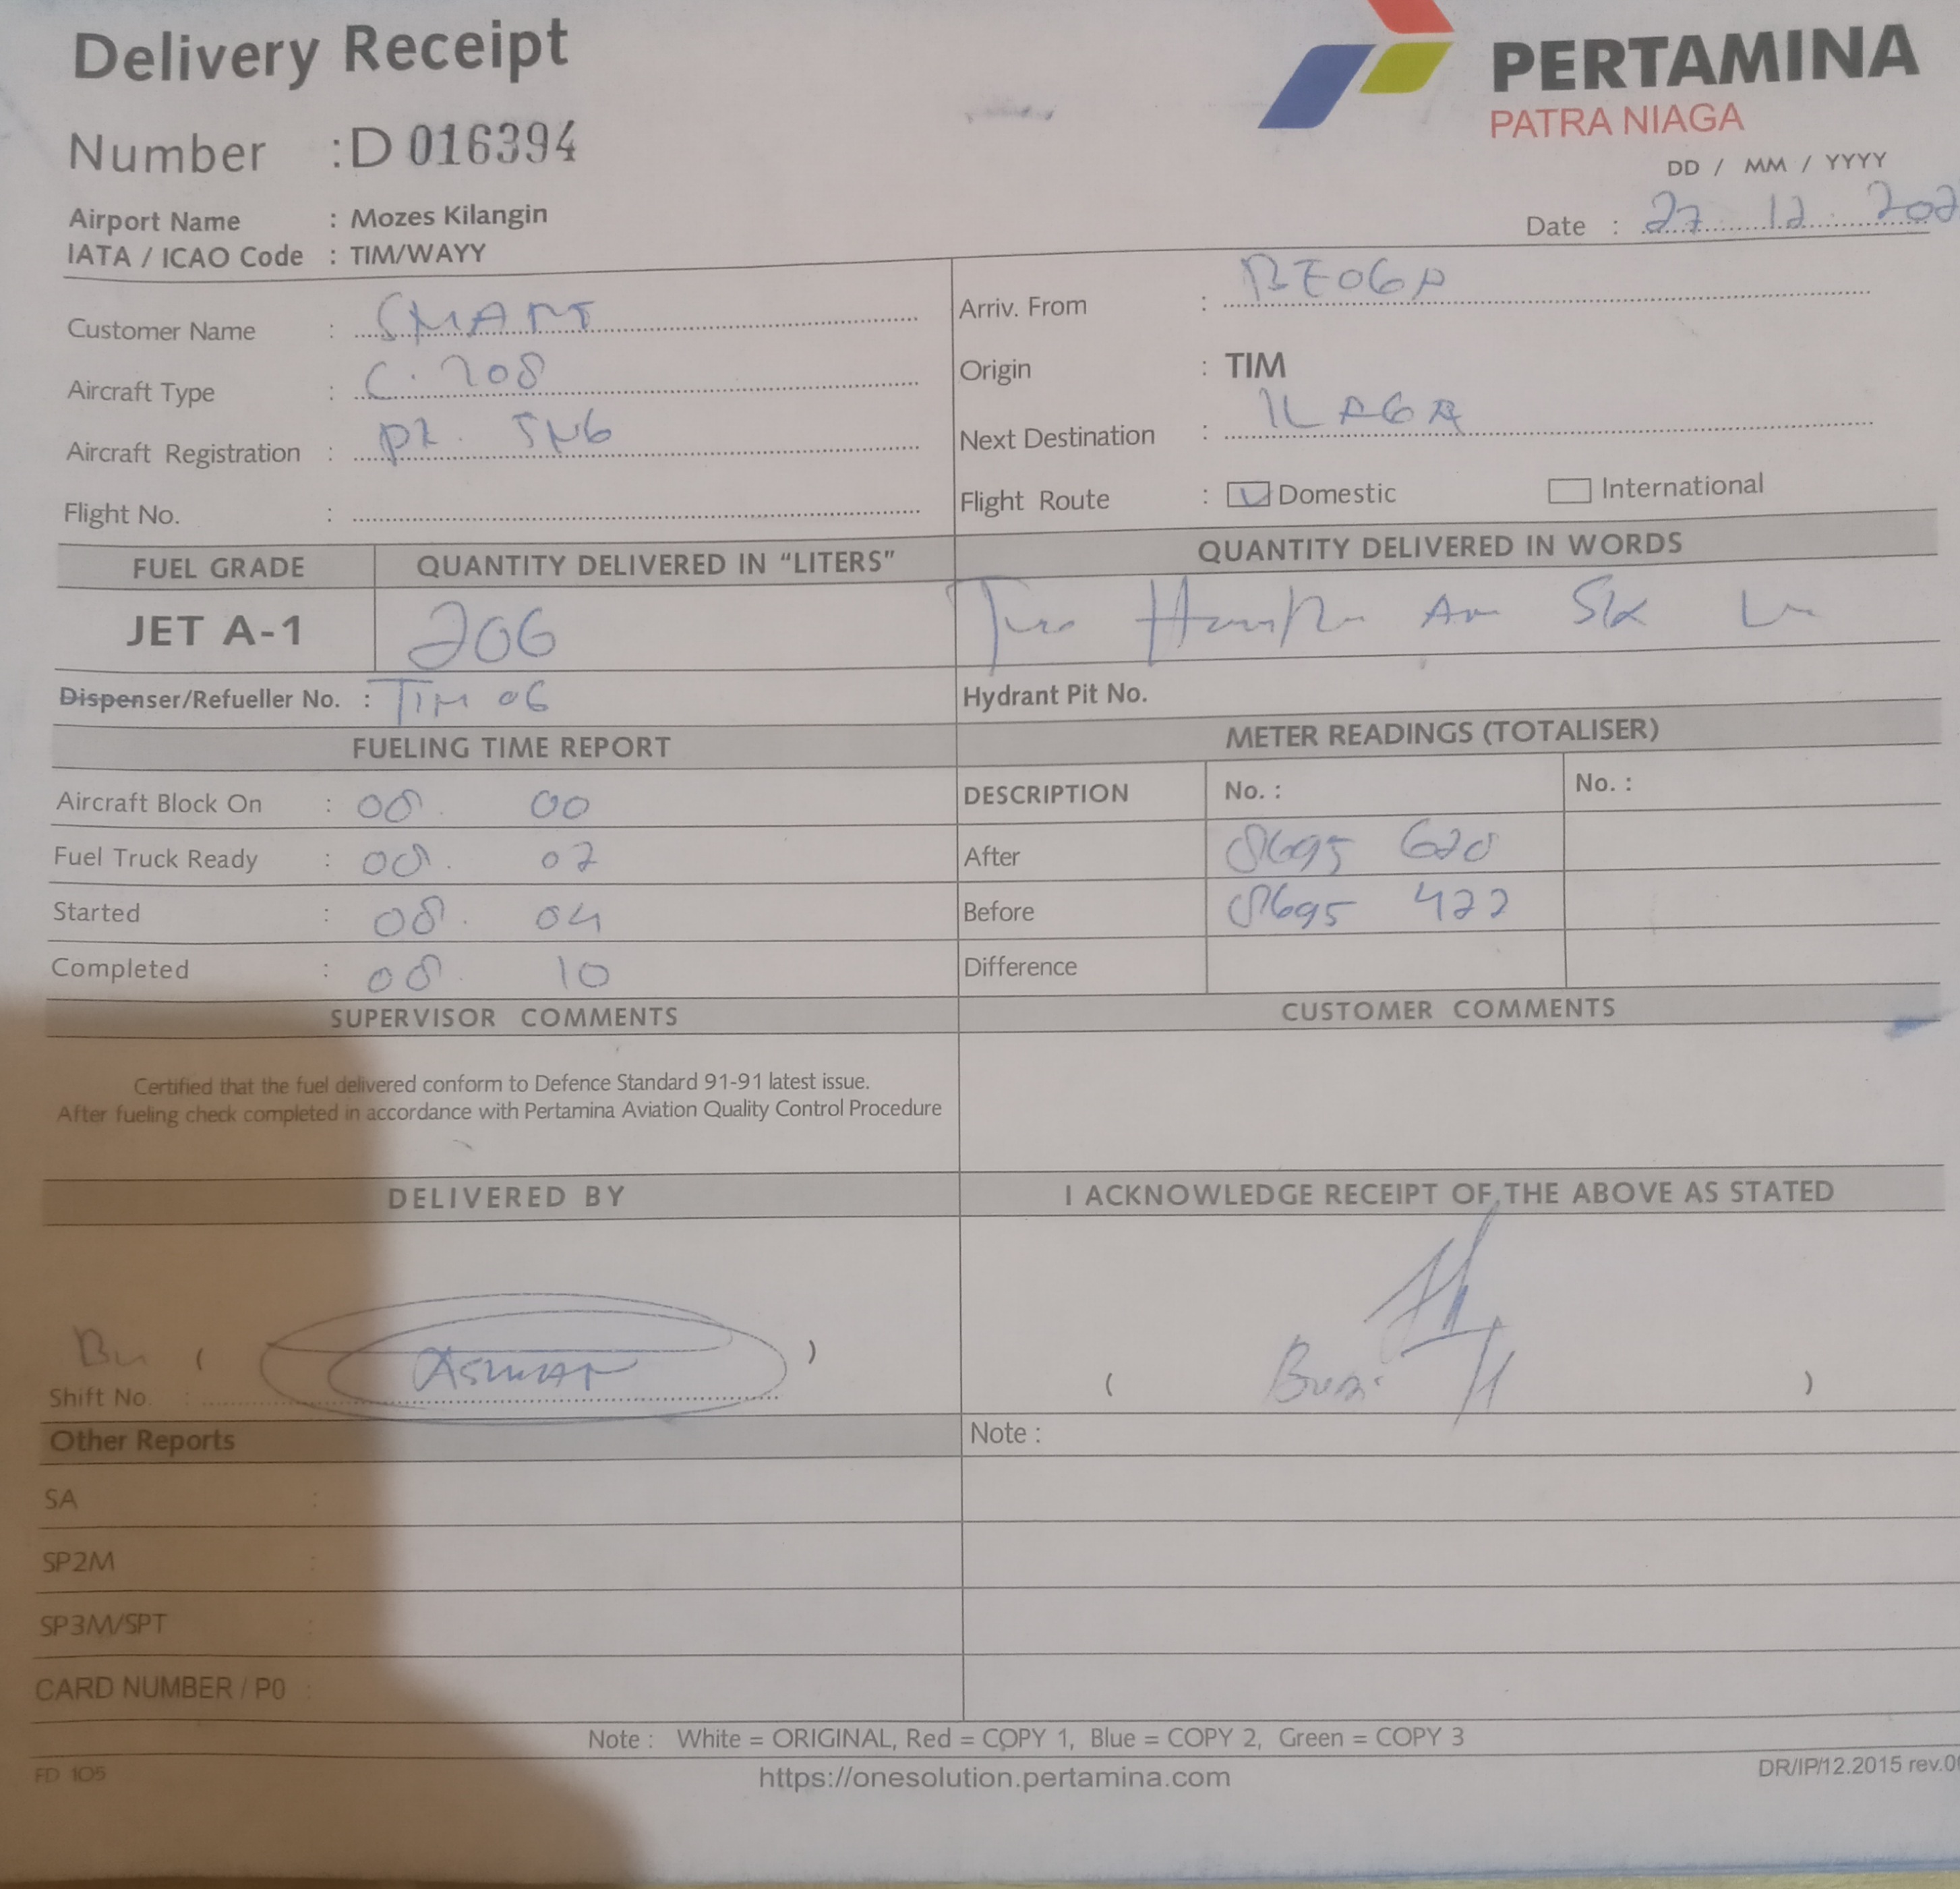 Delivery Receipt
PERTAMINA
PATRA NIAGA
Number : D 016394
DD / MM / YYYY
Airport Name : Mozes Kilangin
Date : 27 12 202
IATA / ICAO Code : TIM/WAYY
Customer Name : SMART
Arriv. From : BEOGA
Aircraft Type : C. 208
Origin : TIM
Aircraft Registration : PK.
Next Destination : ILAGA
Flight No. :
Flight Route : Domestic International
FUEL GRADE QUANTITY DELIVERED IN "LITERS" QUANTITY DELIVERED IN WORDS
JET A-1 206 Two Six
Dispenser/Refueller No. : TIM 06 Hydrant Pit No.
FUELING TIME REPORT METER READINGS (TOTALISER)
Aircraft Block On : 08. 00 DESCRIPTION No. : No. :
Fuel Truck Ready : 08. 02 After 8695
Started : 08. 04 Before 8695 422
Completed : 08. 10 Difference
SUPERVISOR COMMENTS CUSTOMER COMMENTS
Certified that the fuel delivered conform to Defence Standard 91-91 latest issue.
After fueling check completed in accordance with Pertamina Aviation Quality Control Procedure
DELIVERED BY I ACKNOWLEDGE RECEIPT OF THE ABOVE AS STATED
( )
( )
Shift No. :
Other Reports Note :
SA :
SP2M :
SP3M/SPT :
CARD NUMBER / P0 :
Note : White = ORIGINAL, Red = COPY 1, Blue = COPY 2, Green = COPY 3
FD 105
https://onesolution.pertamina.com
DR/IP/12.2015 rev.0